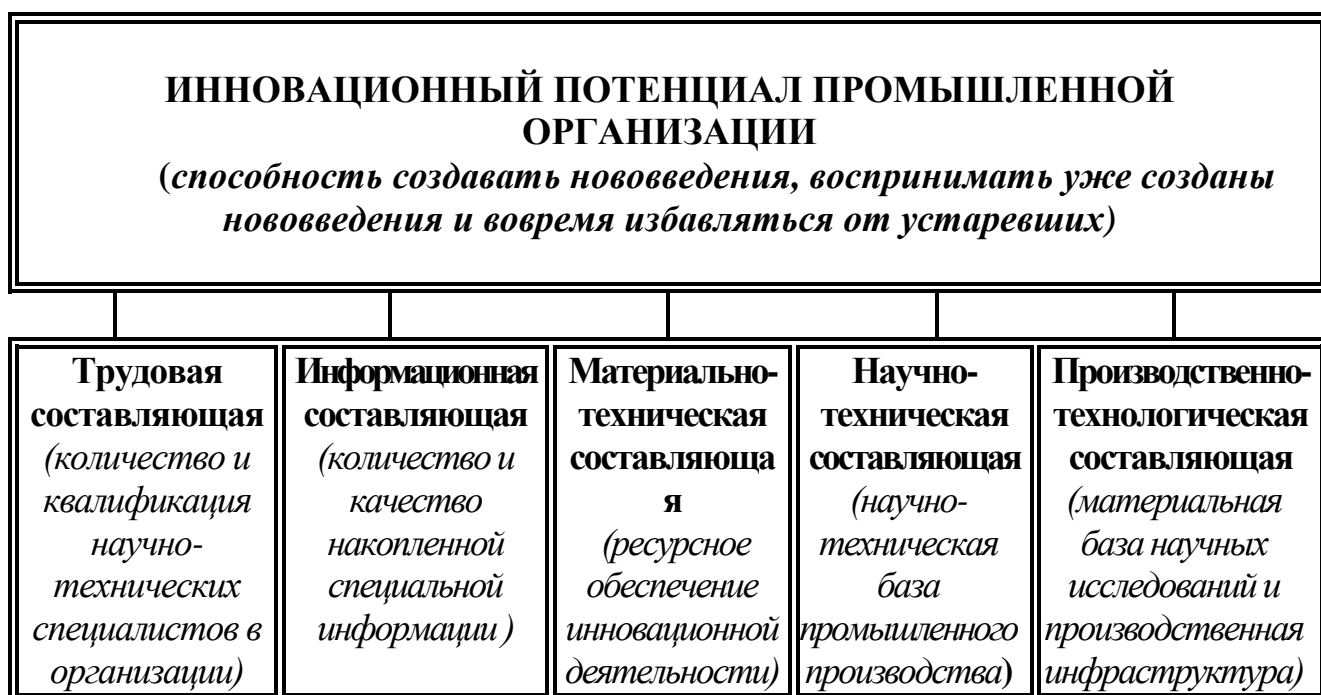 ИННОВАЦИОННЫЙ ПОТЕНЦИАЛ ПРОМЫШЛЕННОЙ
ОРГАНИЗАЦИИ
(способность создавать нововведения, воспринимать уже созданы
нововведения и вовремя избавляться от устаревших)
Трудовая
составляющая
(количество и
квалификация
научно-
технических
специалистов в
организации)
Информационная
составляющая
(количество и
качество
накопленной
специальной
информации )
Материально-
техническая
составляюща
я
(ресурсное
обеспечение
инновационной
деятельности)
Научно-
техническая
составляющая
(научно-
техническая
база
промышленного
производства)
Производственно-
технологическая
составляющая
(материальная
база научных
исследований и
производственная
инфраструктура)